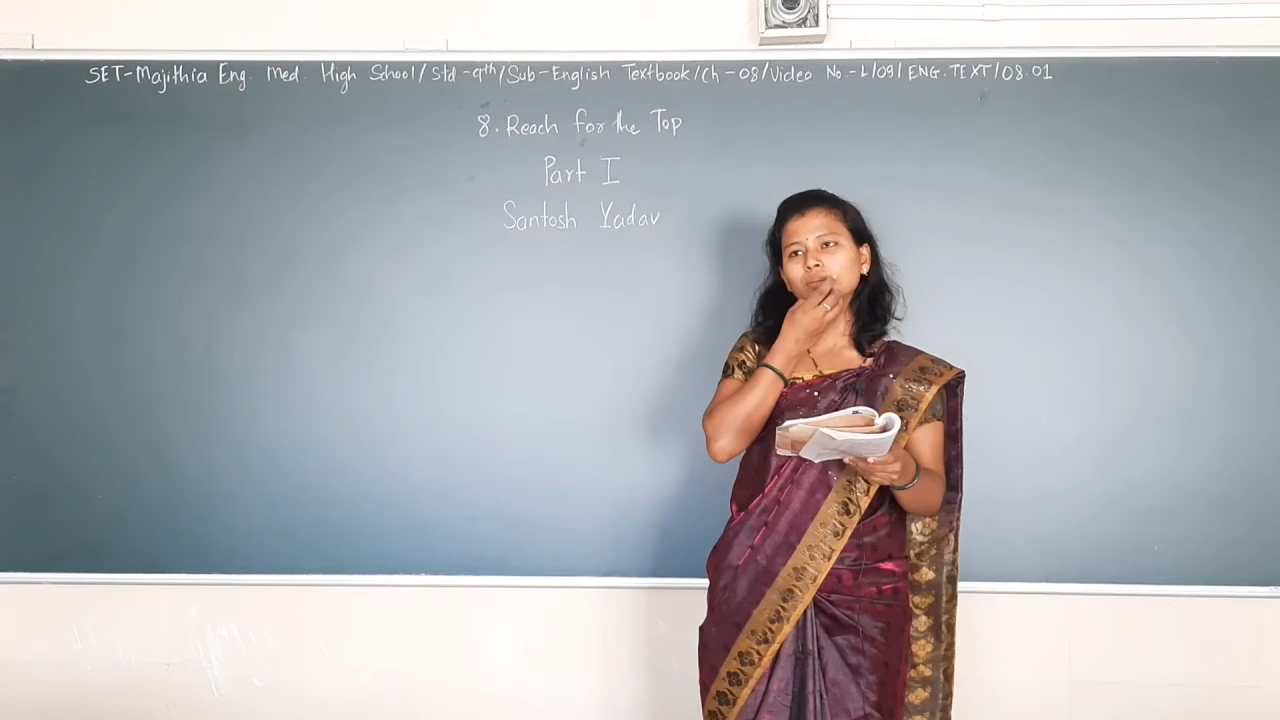 SET-Majithia Eng. Med. High School/Std-9th/Sub-English Textbook/Ch-08/Video No-L/09/ENG.TEXT/08.01
8. Reach for the Top
Part I
Santosh Yadav